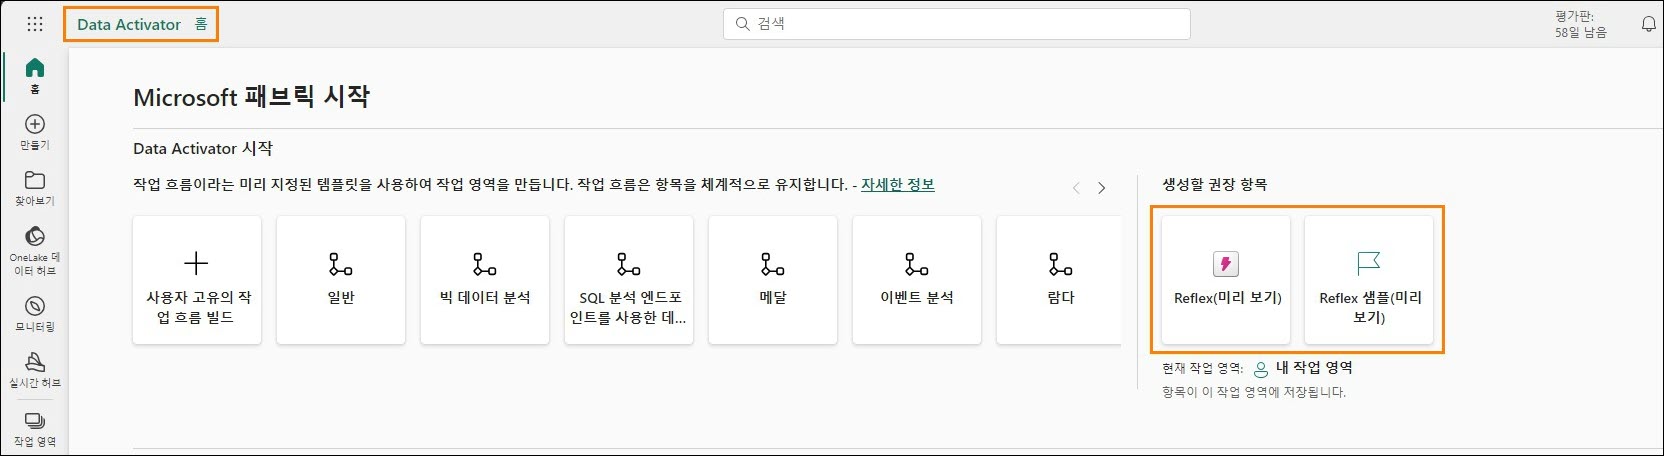 Data Activator 홈
검색
평가판:
58일 남음
홈
만들기
찾아보기
OneLake 데
이터 허브
모니터링
실시간 허브
작업 영역
Microsoft 패브릭 시작
Data Activator 시작
작업 흐름이라는 미리 지정된 템플릿을 사용하여 작업 영역을 만듭니다. 작업 흐름은 항목을 체계적으로 유지합니다. - 자세한 정보
사용자 고유의 작
업 흐름 빌드
일반
빅 데이터 분석
SQL 분석 엔드포
인트를 사용한 데...
메달
이벤트 분석
람다
생성할 권장 항목
Reflex(미리 보기)
Reflex 샘플(미리
보기)
현재 작업 영역: 내 작업 영역
항목이 이 작업 영역에 저장됩니다.